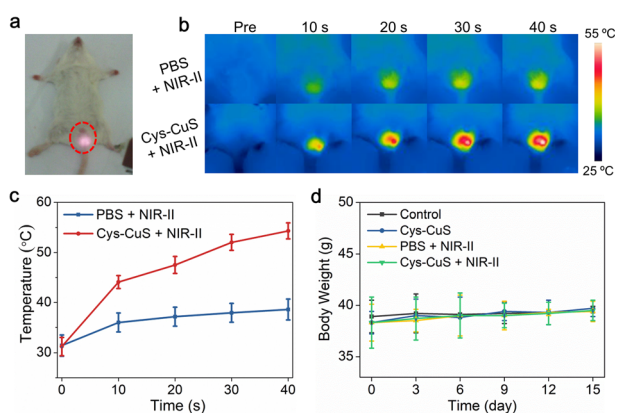 a
b
Pre 10 s 20 s 30 s 40 s
PBS
+ NIR-II
Cys-CuS
+ NIR-II
55 ºC
25 ºC
c
Temperature (°C)
60
50
40
30
PBS + NIR-II
Cys-CuS + NIR-II
0 10 20 30 40
Time (s)
d
Body Weight (g)
50
45
40
35
Control
Cys-CuS
PBS + NIR-II
Cys-CuS + NIR-II
0 3 6 9 12 15
Time (day)